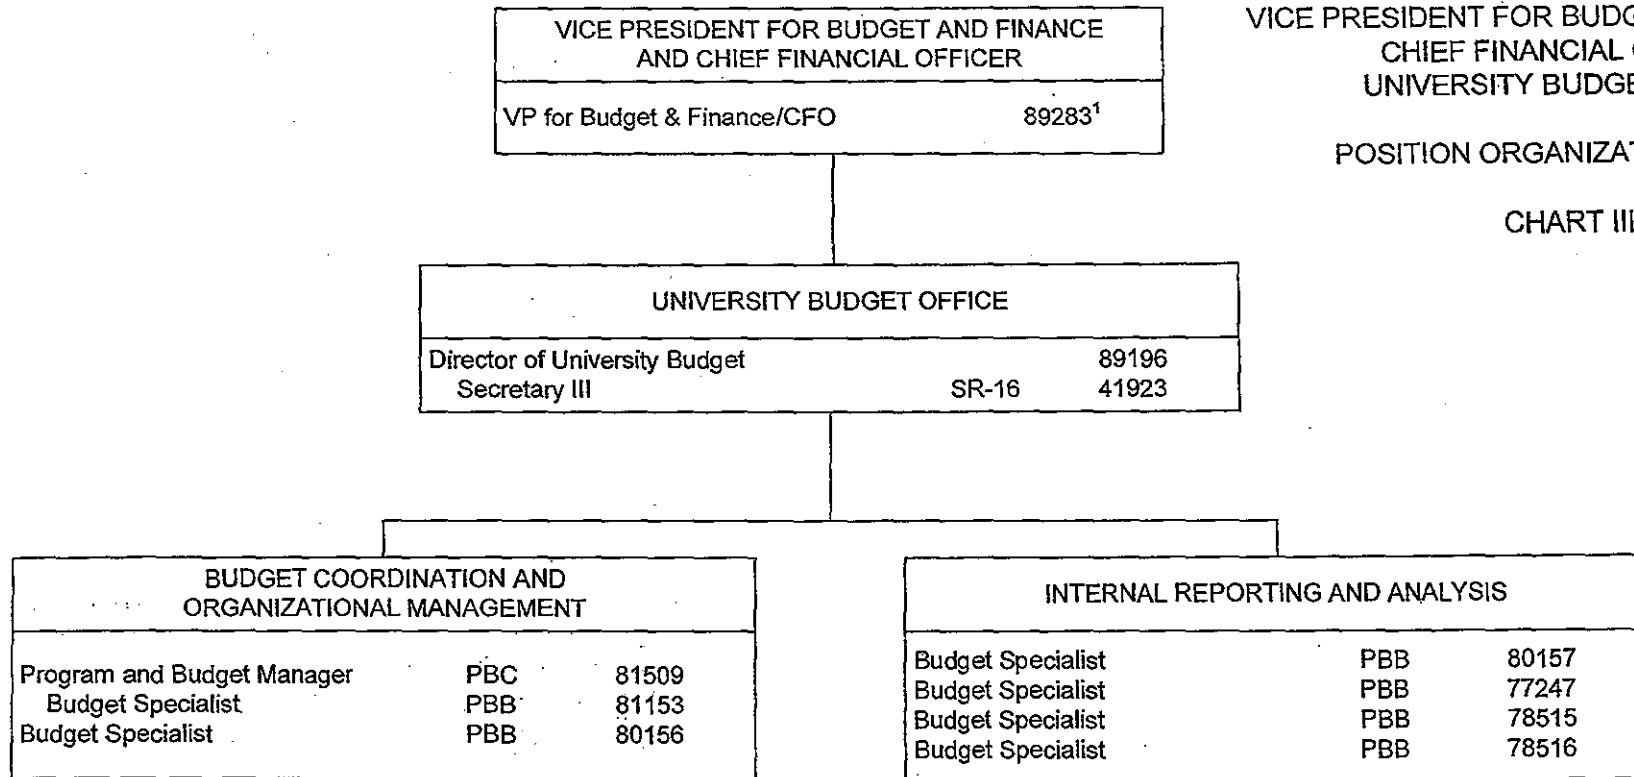 VICE PRESIDENT FOR BUDGET AND FINANCE
AND CHIEF FINANCIAL OFFICER
VP for Budget & Finance/CFO 89283¹
VICE PRESIDENT FOR BUDG
CHIEF FINANCIAL
UNIVERSITY BUDGE
POSITION ORGANIZAT
CHART III
UNIVERSITY BUDGET OFFICE
Director of University Budget 89196
Secretary III SR-16 41923
BUDGET COORDINATION AND
ORGANIZATIONAL MANAGEMENT
Program and Budget Manager PBC 81509
Budget Specialist PBB 81153
Budget Specialist PBB 80156
INTERNAL REPORTING AND ANALYSIS
Budget Specialist PBB 80157
Budget Specialist PBB 77247
Budget Specialist PBB 78515
Budget Specialist PBB 78516